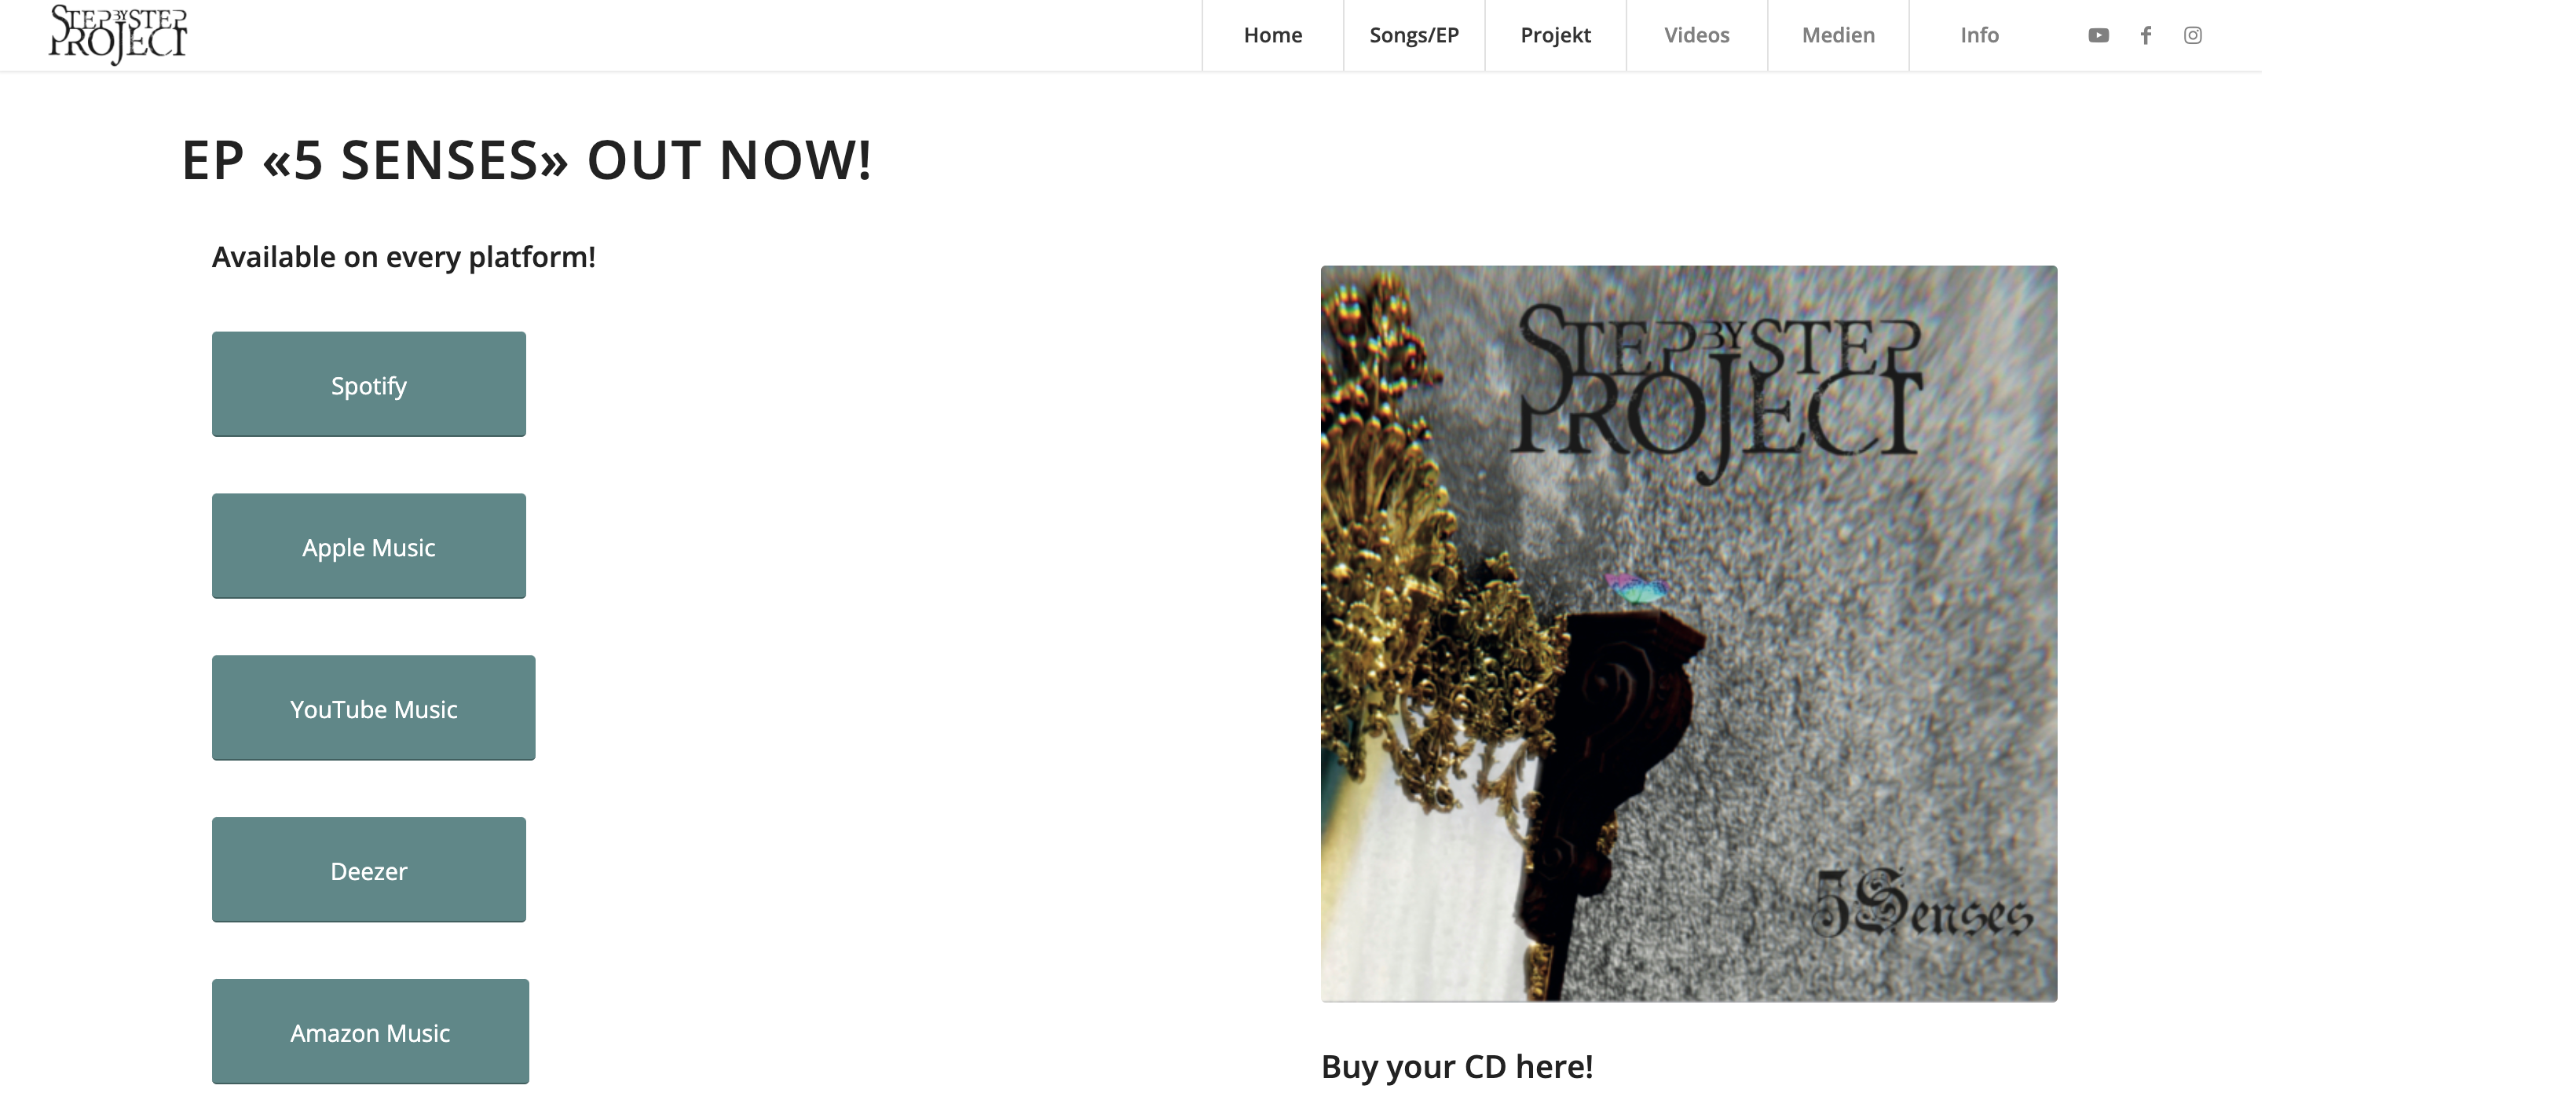 STEP BY STEP
PROJECT
Home
Songs/EP
Projekt
Videos
Medien
Info
EP «5 SENSES» OUT NOW!
Available on every platform!
Spotify
Apple Music
YouTube Music
Deezer
Amazon Music
STEP BY STEP
PROJECT
5 Senses
Buy your CD here!